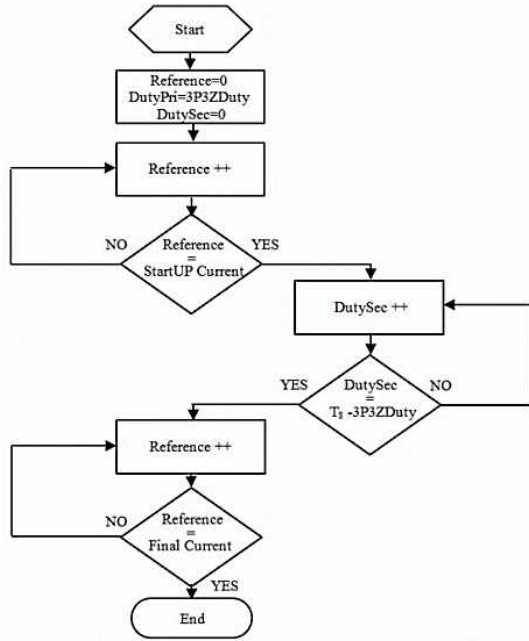 Start
Reference=0
DutyPri=3P3ZDuty
DutySec=0
Reference ++
NO
Reference
=
StartUP Current
YES
DutySec ++
YES
DutySec
=
T₈ -3P3ZDuty
NO
Reference ++
NO
Reference
=
Final Current
YES
End